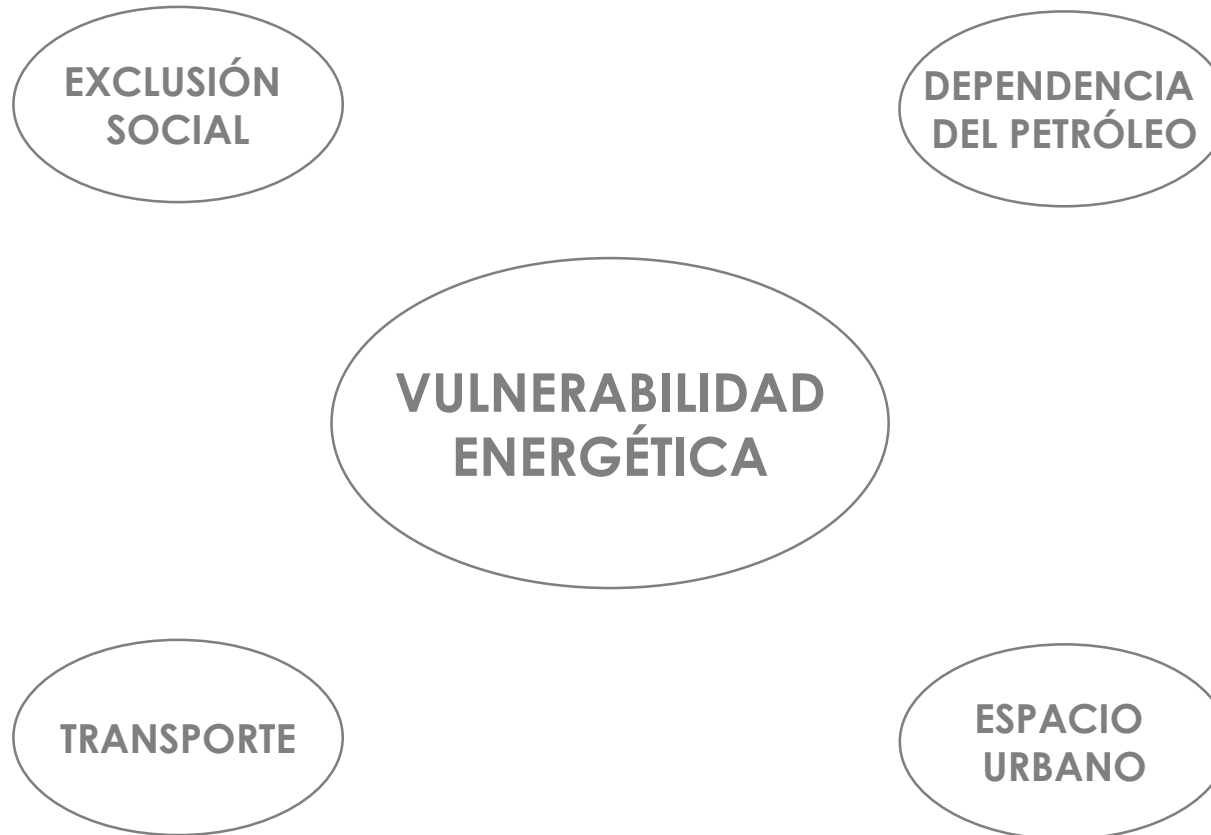 EXCLUSIÓN
SOCIAL
DEPENDENCIA
DEL PETRÓLEO
VULNERABILIDAD
ENERGÉTICA
TRANSPORTE
ESPACIO
URBANO